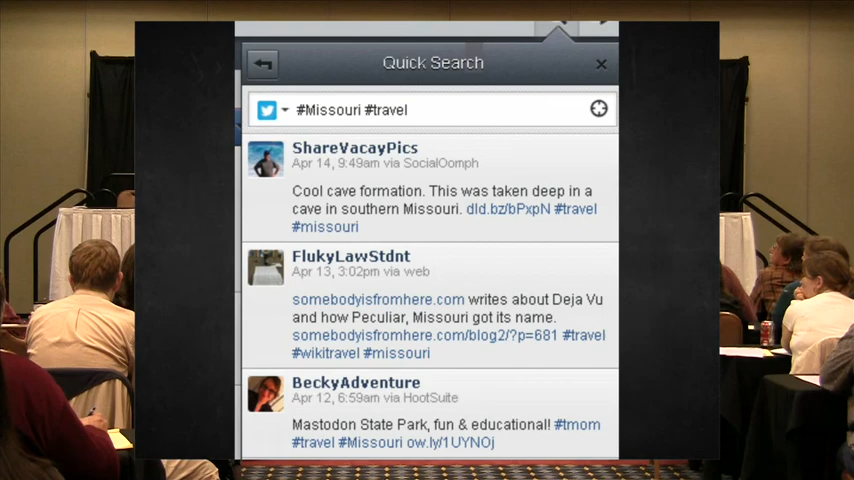 Quick Search
#Missouri #travel
ShareVacayPics
Apr 14, 9:49am via SocialOomph
Cool cave formation. This was taken deep in a
cave in southern Missouri. dld.bz/bPxpN #travel
#missouri
FlukyLawStdnt
Apr 13, 3:02pm via web
somebodyisfromhere.com writes about Deja Vu
and how Peculiar, Missouri got its name.
somebodyisfromhere.com/blog2/?p=681 #travel
#wikitravel #missouri
BeckyAdventure
Apr 12, 6:59am via HootSuite
Mastodon State Park, fun & educational! #tmom
#travel #Missouri ow.ly/1UYNOj